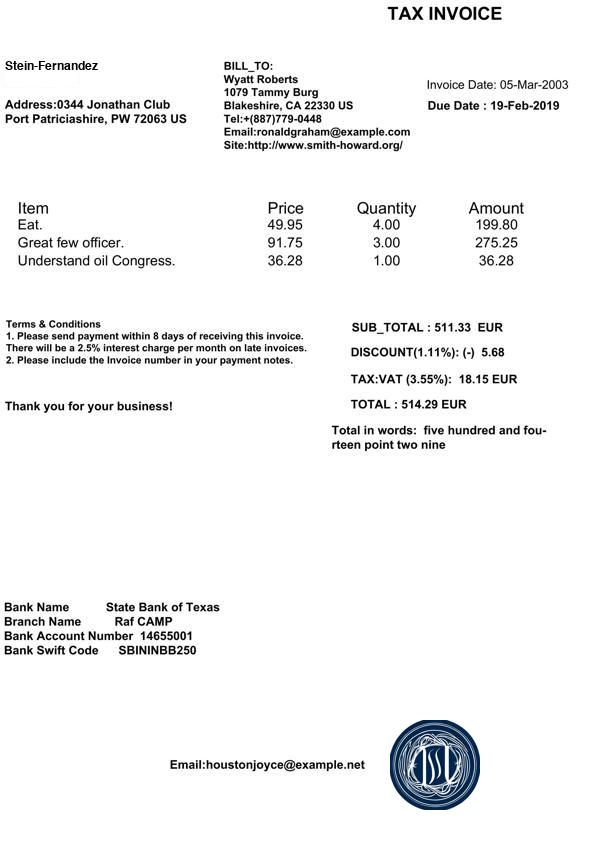 TAX INVOICE
Stein-Fernandez
Address:0344 Jonathan Club
Port Patriciashire, PW 72063 US
BILL_TO:
Wyatt Roberts
1079 Tammy Burg
Blakeshire, CA 22330 US
Tel:+(887)779-0448
Email:ronaldgraham@example.com
Site:http://www.smith-howard.org/
Invoice Date: 05-Mar-2003
Due Date : 19-Feb-2019
Item Price Quantity Amount
Eat. 49.95 4.00 199.80
Great few officer. 91.75 3.00 275.25
Understand oil Congress. 36.28 1.00 36.28
Terms & Conditions
1. Please send payment within 8 days of receiving this invoice.
There will be a 2.5% interest charge per month on late invoices.
2. Please include the Invoice number in your payment notes.
Thank you for your business!
SUB_TOTAL : 511.33 EUR
DISCOUNT(1.11%): (-) 5.68
TAX:VAT (3.55%): 18.15 EUR
TOTAL : 514.29 EUR
Total in words: five hundred and fou-
rteen point two nine
Bank Name State Bank of Texas
Branch Name Raf CAMP
Bank Account Number 14655001
Bank Swift Code SBININBB250
Email:houstonjoyce@example.net